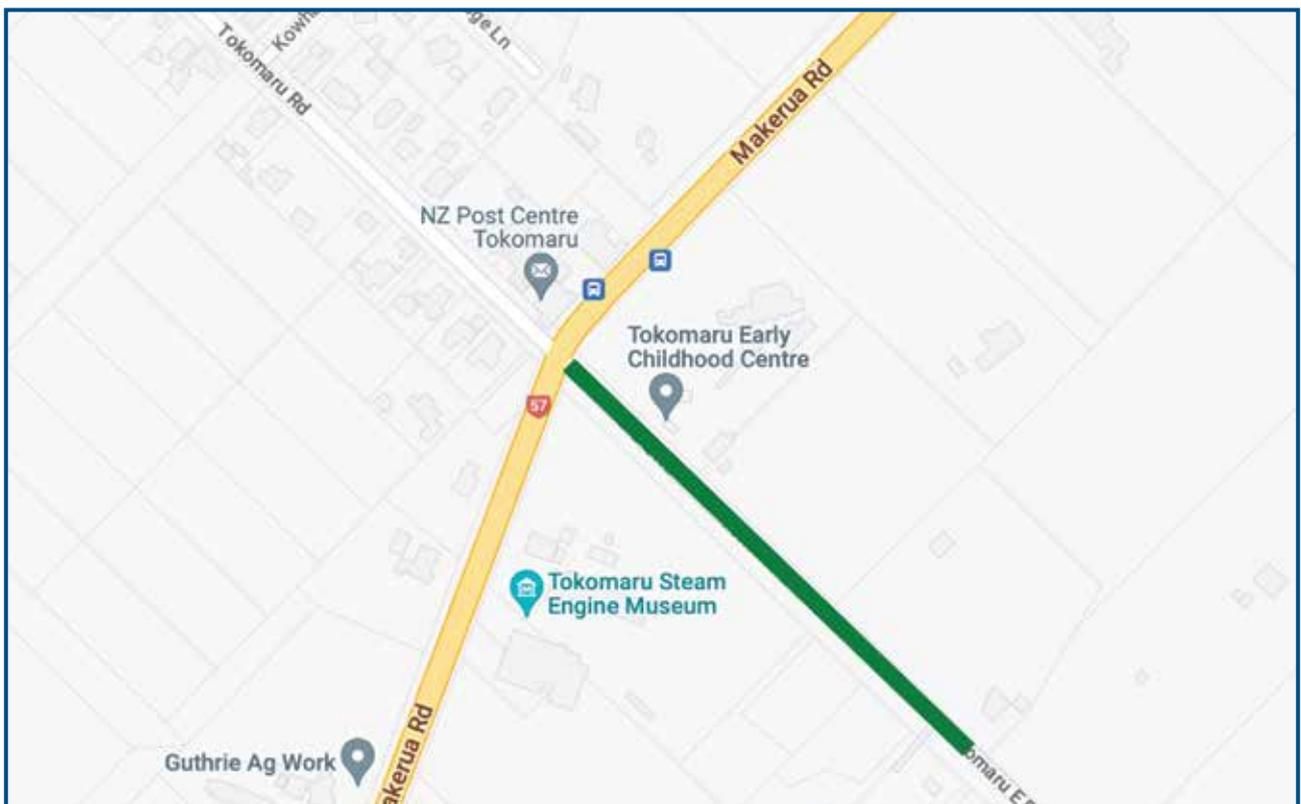 Tokomaru Rd
Makerua Rd
NZ Post Centre
Tokomaru
Tokomaru Early
Childhood Centre
57
Tokomaru Steam
Engine Museum
Guthrie Ag Work